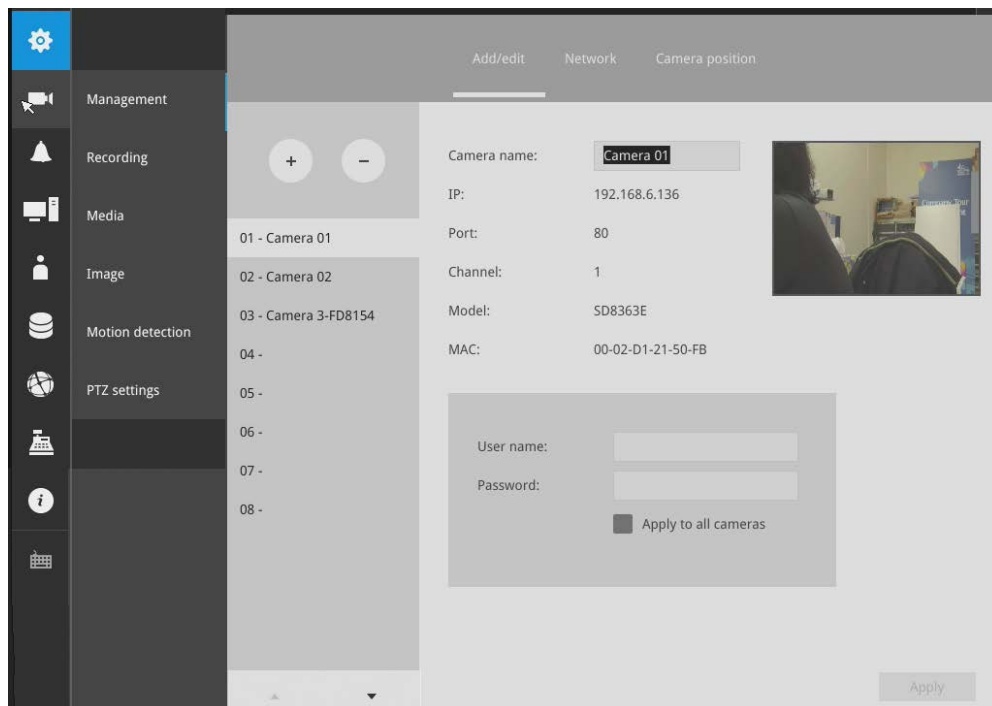 Add/edit Network Camera position
Management
Recording
Media
Image
Motion detection
PTZ settings
+ −
01 - Camera 01
02 - Camera 02
03 - Camera 3-FD8154
04 -
05 -
06 -
07 -
08 -
Camera name: Camera 01
IP: 192.168.6.136
Port: 80
Channel: 1
Model: SD8363E
MAC: 00-02-D1-21-50-FB
User name:
Password:
Apply to all cameras
Apply